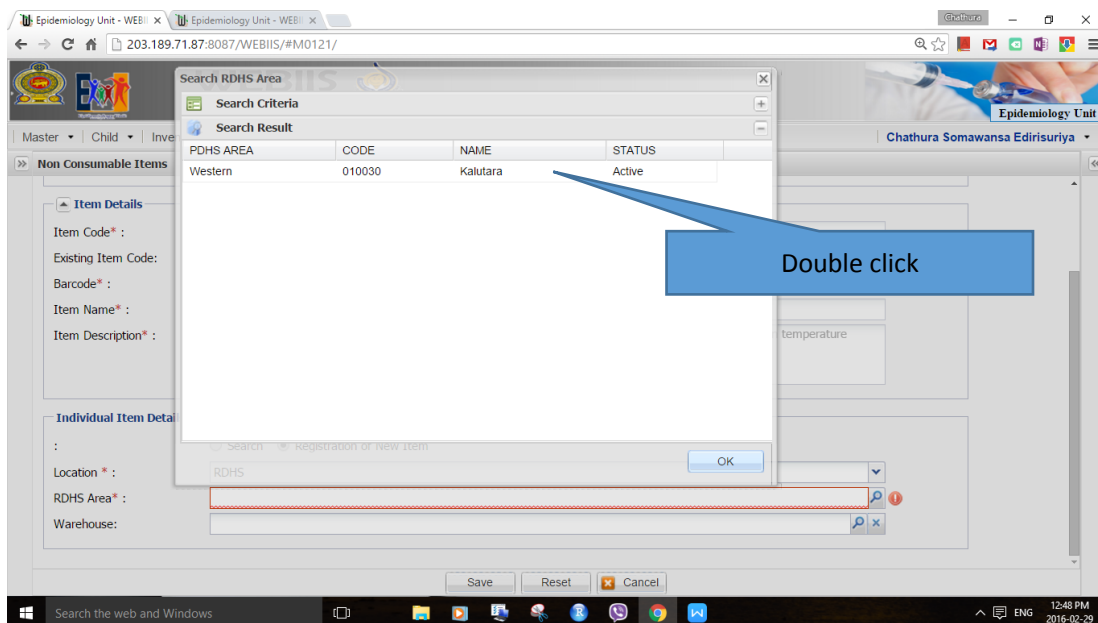 Epidemiology Unit - WEBII
Epidemiology Unit - WEBII
Chathura
203.189.71.87:8087/WEBIIS/#M0121/
Epidemiology Unit
Master Child Inve
Chathura Somawansa Edirisuriya
Non Consumable Items
Search RDHS Area
Search Criteria
Search Result
PDHS AREA CODE NAME STATUS
Western 010030 Kalutara Active
Double click
Item Details
Item Code* :
Existing Item Code:
Barcode* :
Item Name* :
Item Description* : temperature
Individual Item Detai
: Search Registration of New Item
OK
Location * : RDHS
RDHS Area* :
Warehouse:
Save Reset Cancel
Search the web and Windows
ENG 12:48 PM
2016-02-29